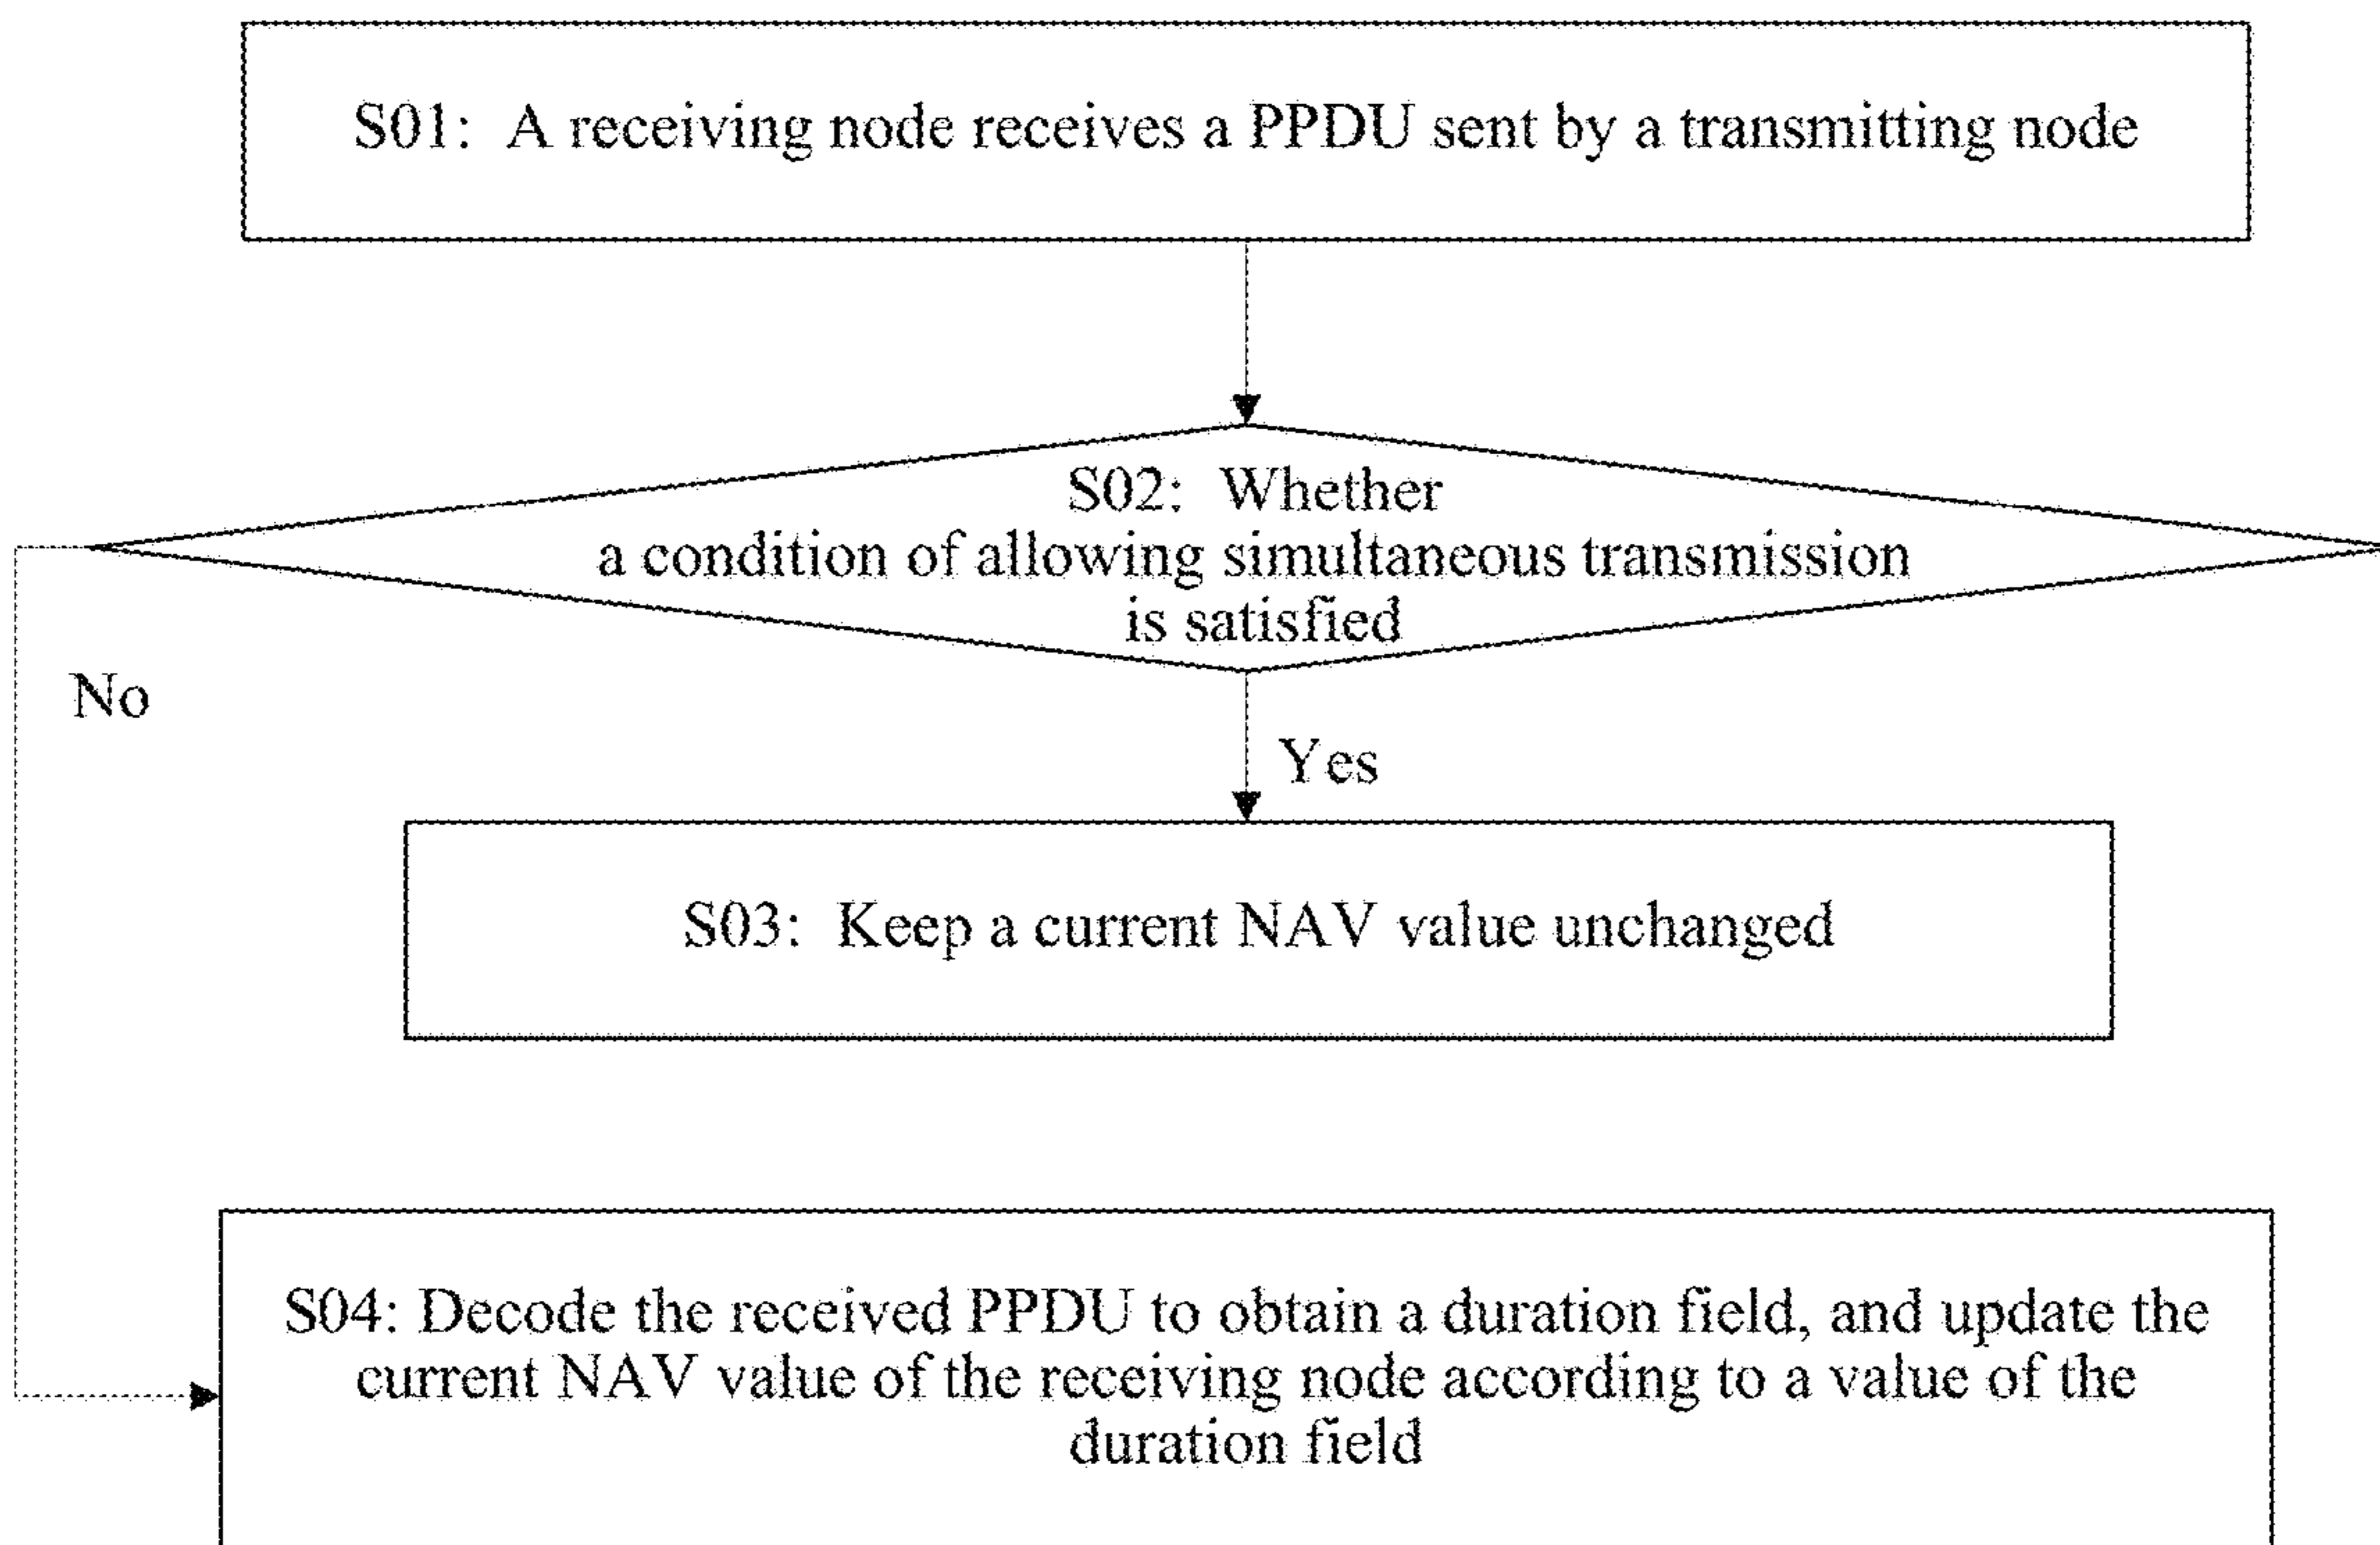 S01: A receiving node receives a PPDU sent by a transmitting node
S02: Whether
a condition of allowing simultaneous transmission
is satisfied
No
Yes
S03: Keep a current NAV value unchanged
S04: Decode the received PPDU to obtain a duration field, and update the
current NAV value of the receiving node according to a value of the
duration field